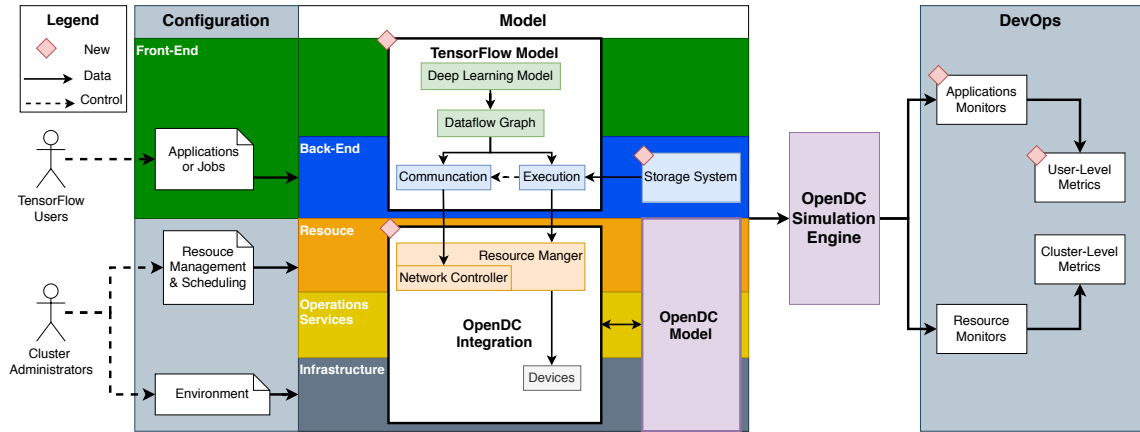 Legend
New
Data
Control
Configuration
Model
DevOps
Front-End
TensorFlow Model
Deep Learning Model
Dataflow Graph
Back-End
Communcation
Execution
Storage System
Applications
or Jobs
TensorFlow
Users
Resouce
Management
& Scheduling
Cluster
Administrators
Environment
Resouce
Resource Manger
Network Controller
Operations
Services
OpenDC
Integration
Infrastructure
Devices
OpenDC
Model
OpenDC
Simulation
Engine
Applications
Monitors
User-Level
Metrics
Cluster-Level
Metrics
Resource
Monitors